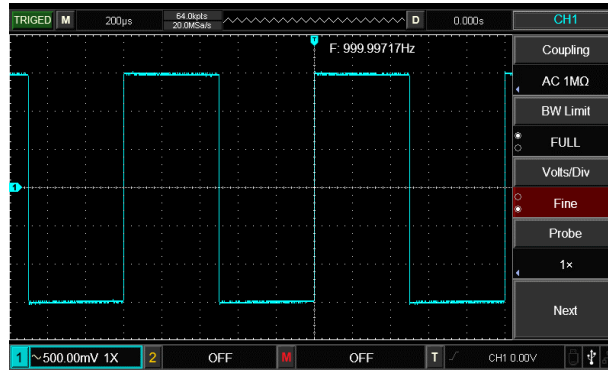 TRIGED M 200μs 64.0kpts D 0.000s CH1
20.0MSa/s
T
F: 999.99717Hz
Coupling
AC 1MΩ
BW Limit
FULL
Volts/Div
1
Fine
Probe
1×
Next
1 ~500.00mV 1X 2 OFF M OFF T CH1 0.00V